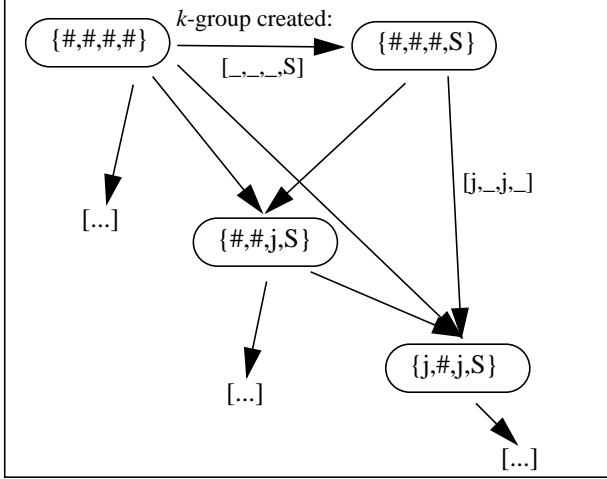 k-group created:
{#,#,#,#}
{#,#,#,S}
[_,_,_,S]
[j,_,j,_]
[...]
{#,#,j,S}
{j,#,j,S}
[...]
[...]